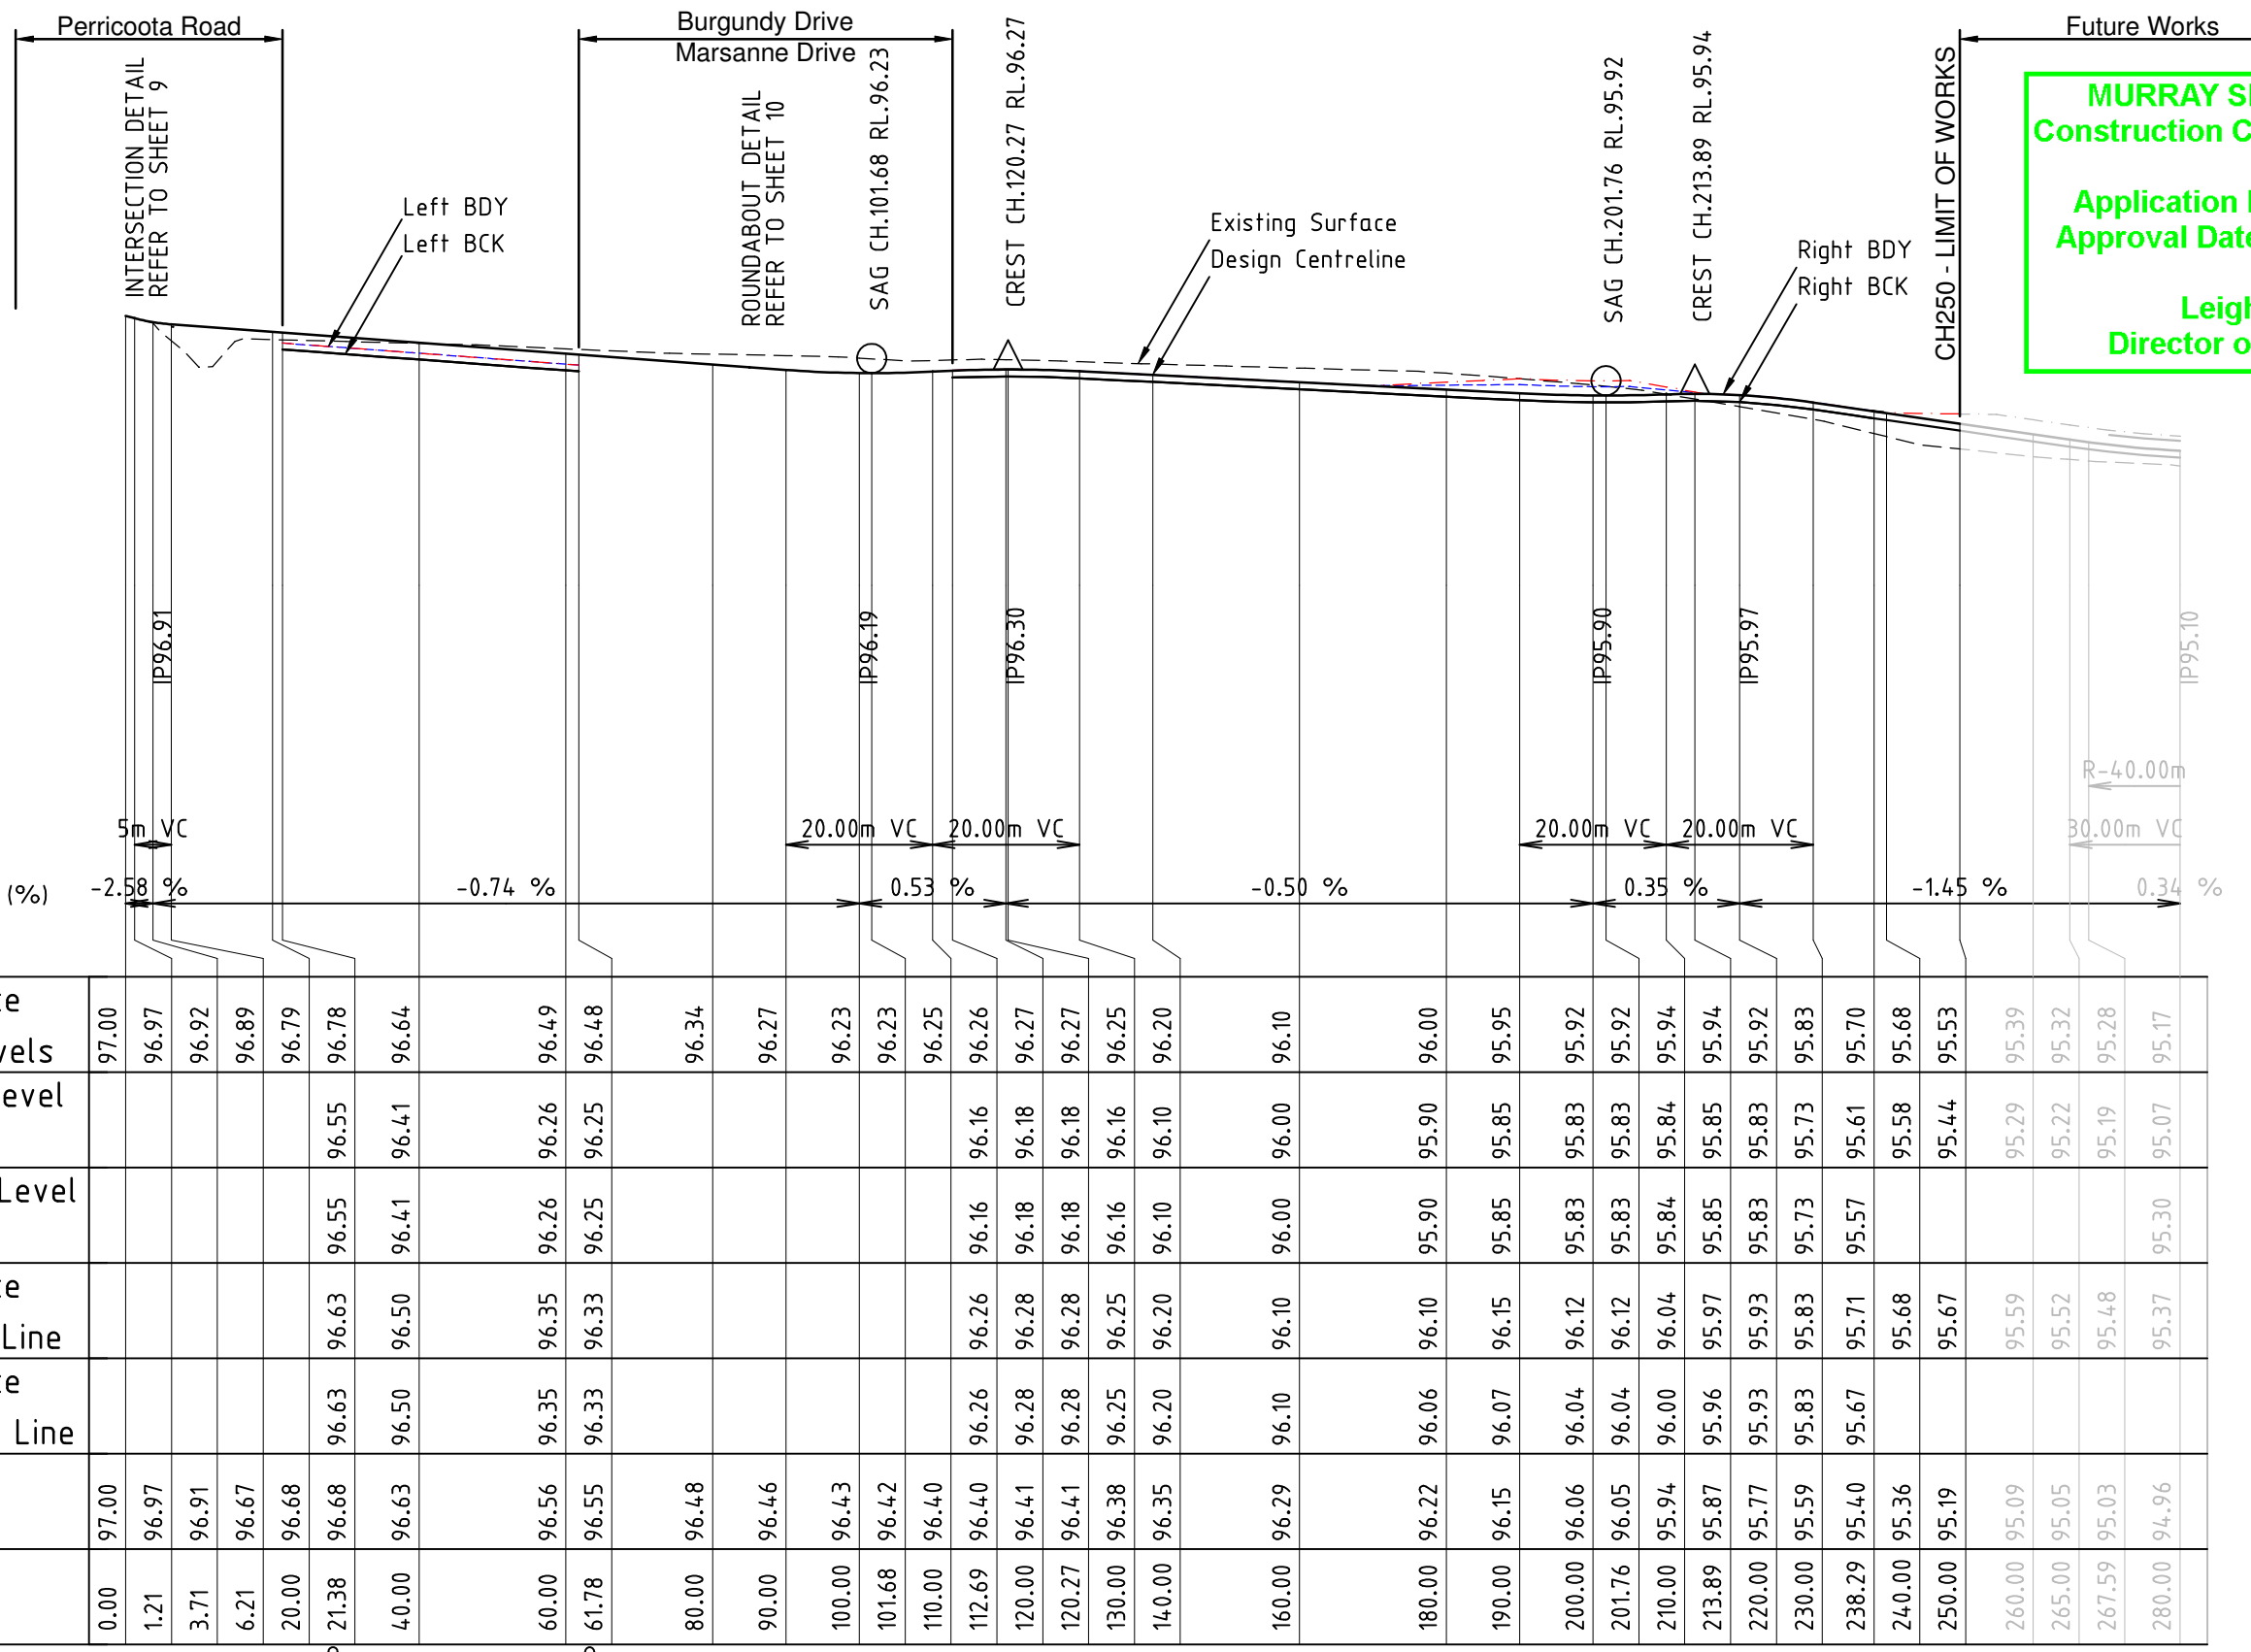 Perricoota Road
Burgundy Drive
Marsanne Drive
Future Works
INTERSECTION DETAIL
REFER TO SHEET 9
ROUNDABOUT DETAIL
REFER TO SHEET 10
SAG CH.101.68 RL.96.23
CREST CH.120.27 RL.96.27
SAG CH.201.76 RL.95.92
CREST CH.213.89 RL.95.94
CH250 - LIMIT OF WORKS
MURRAY
Construction
Application
Approval
Director
Left BDY
Left BCK
Existing Surface
Design Centreline
Right BDY
Right BCK
IP96.91
IP96.19
IP96.30
IP95.90
IP95.97
IP95.10
R-40.00m
5m VC
20.00m VC
20.00m VC
20.00m VC
20.00m VC
30.00m VC
(%)
-2.58 %
-0.74 %
0.53 %
-0.50 %
0.35 %
-1.45 %
0.34 %
97.00 96.97 96.92 96.89 96.79 96.78 96.64 96.49 96.48 96.34 96.27 96.23 96.23 96.25 96.26 96.27 96.27 96.25 96.20 96.10 96.00 95.95 95.92 95.92 95.94 95.94 95.92 95.83 95.70 95.68 95.53 95.39 95.32 95.28 95.17
96.55 96.41 96.26 96.25 96.16 96.18 96.18 96.16 96.10 96.00 95.90 95.85 95.83 95.83 95.84 95.85 95.83 95.73 95.61 95.58 95.44 95.29 95.22 95.19 95.07
Level
96.55 96.41 96.26 96.25 96.16 96.18 96.18 96.16 96.10 96.00 95.90 95.85 95.83 95.83 95.84 95.85 95.83 95.73 95.57 95.30
Line
96.63 96.50 96.35 96.33 96.26 96.28 96.28 96.25 96.20 96.10 96.10 96.15 96.12 96.12 96.04 95.97 95.93 95.83 95.71 95.68 95.67 95.59 95.52 95.48 95.37
Line
96.63 96.50 96.35 96.33 96.26 96.28 96.28 96.25 96.20 96.10 96.06 96.07 96.04 96.04 96.00 95.96 95.93 95.83 95.67
97.00 96.97 96.91 96.67 96.68 96.68 96.63 96.56 96.55 96.48 96.46 96.43 96.42 96.40 96.40 96.41 96.41 96.38 96.35 96.29 96.22 96.15 96.06 96.05 95.94 95.87 95.77 95.59 95.40 95.36 95.19 95.09 95.05 95.03 94.96
0.00 1.21 3.71 6.21 20.00 21.38 40.00 60.00 61.78 80.00 90.00 100.00 101.68 110.00 112.69 120.00 120.27 130.00 140.00 160.00 180.00 190.00 200.00 201.76 210.00 213.89 220.00 230.00 238.29 240.00 250.00 260.00 265.00 267.59 280.00